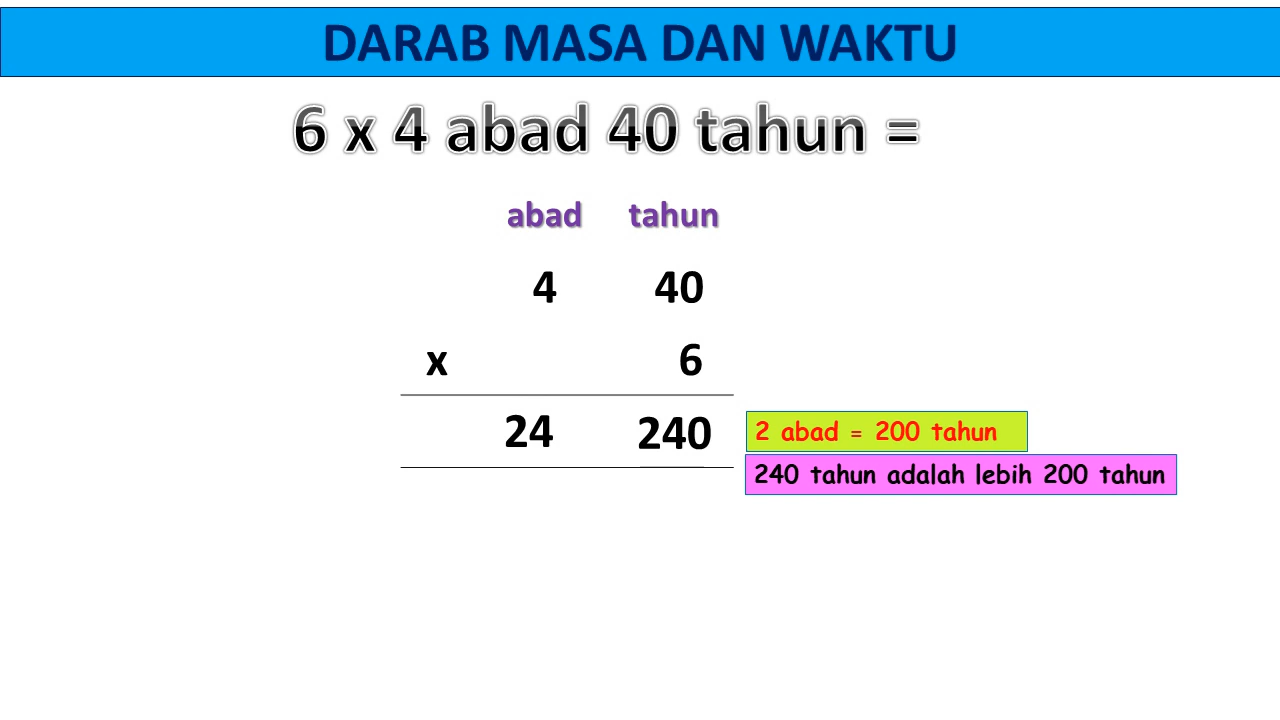 DARAB MASA DAN WAKTU
6 x 4 abad 40 tahun =
abad tahun
4 40
x 6
24 240
2 abad = 200 tahun
240 tahun adalah lebih 200 tahun